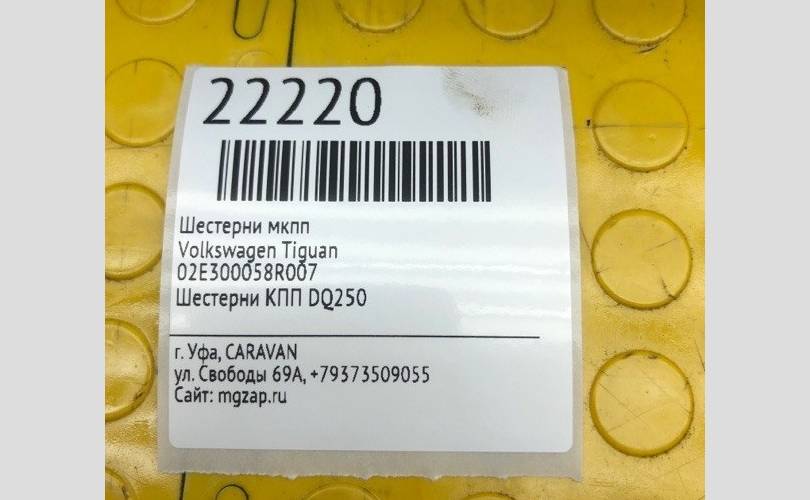 22220
Шестерни мкпп
Volkswagen Tiguan
02E300058R007
Шестерни КПП DQ250
г. Уфа, CARAVAN
ул. Свободы 69А, +79373509055
Сайт: mgzap.ru